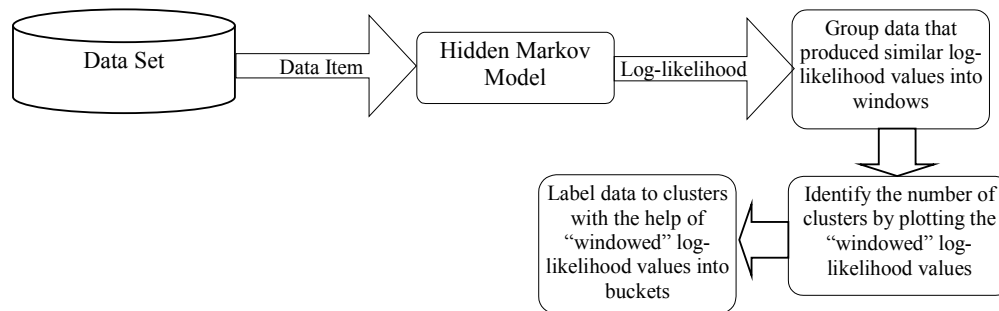 Data Set
Data Item
Hidden Markov
Model
Log-likelihood
Group data that
produced similar log-
likelihood values into
windows
Identify the number of
clusters by plotting the
“windowed” log-
likelihood values
Label data to clusters
with the help of
“windowed” log-
likelihood values into
buckets